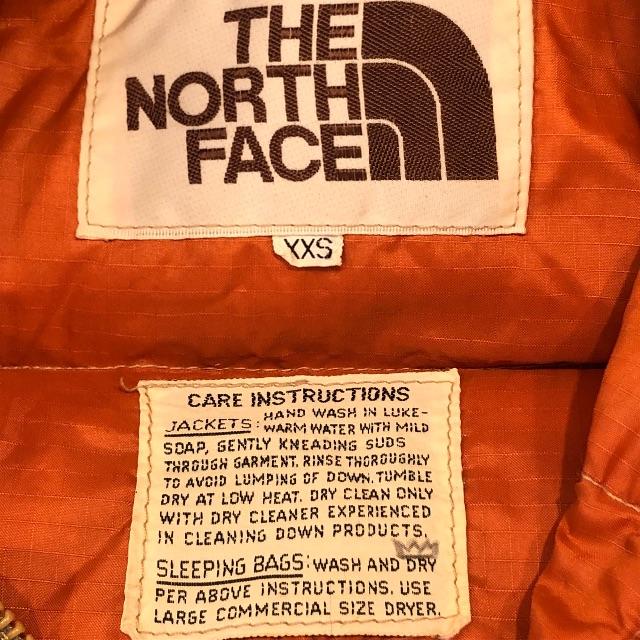 THE
NORTH
FACE
XXS
CARE INSTRUCTIONS
JACKETS: HAND WASH IN LUKE-
WARM WATER WITH MILD
SOAP, GENTLY KNEADING SUDS
THROUGH GARMENT. RINSE THOROUGHLY
TO AVOID LUMPING OF DOWN. TUMBLE
DRY AT LOW HEAT. DRY CLEAN ONLY
WITH DRY CLEANER EXPERIENCED
IN CLEANING DOWN PRODUCTS.
SLEEPING BAGS: WASH AND DRY
PER ABOVE INSTRUCTIONS. USE
LARGE COMMERCIAL SIZE DRYER.